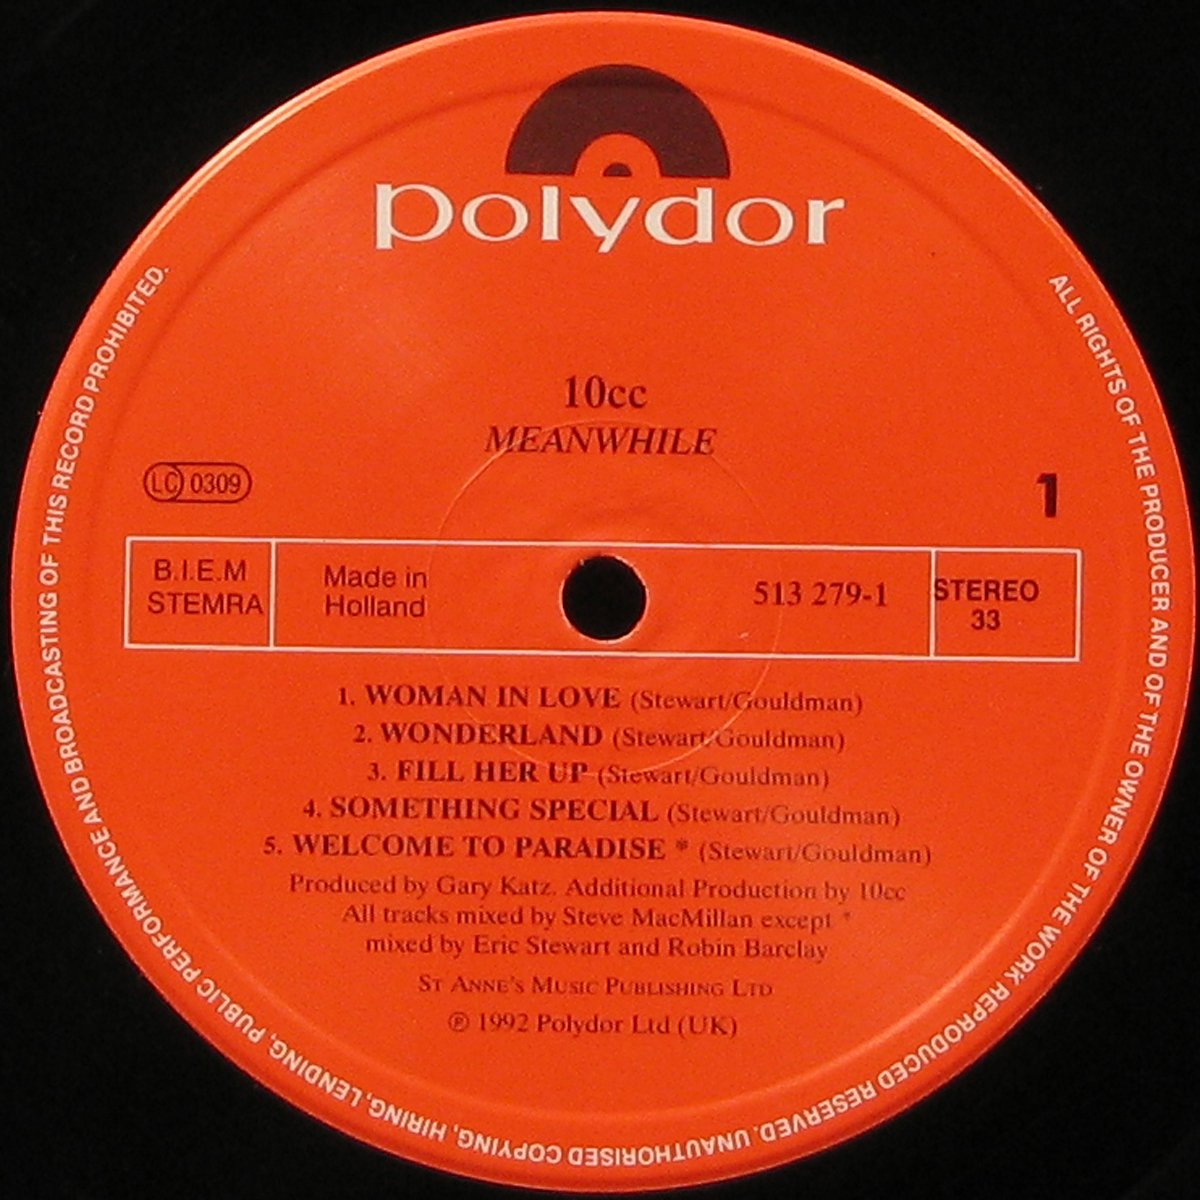 polydor
10cc
MEANWHILE
LC 0309
1
B.I.E.M
STEMRA
Made in
Holland
513 279-1
STEREO
33
1. WOMAN IN LOVE (Stewart/Gouldman)
2. WONDERLAND (Stewart/Gouldman)
3. FILL HER UP (Stewart/Gouldman)
4. SOMETHING SPECIAL (Stewart/Gouldman)
5. WELCOME TO PARADISE * (Stewart/Gouldman)
Produced by Gary Katz. Additional Production by 10cc
All tracks mixed by Steve MacMillan except *
mixed by Eric Stewart and Robin Barclay
ST ANNE'S MUSIC PUBLISHING LTD
℗ 1992 Polydor Ltd (UK)
ALL RIGHTS OF THE PRODUCER AND OF THE OWNER OF THE WORK REPRODUCED RESERVED. UNAUTHORISED COPYING, HIRING, LENDING, PUBLIC PERFORMANCE AND BROADCASTING OF THIS RECORD PROHIBITED.